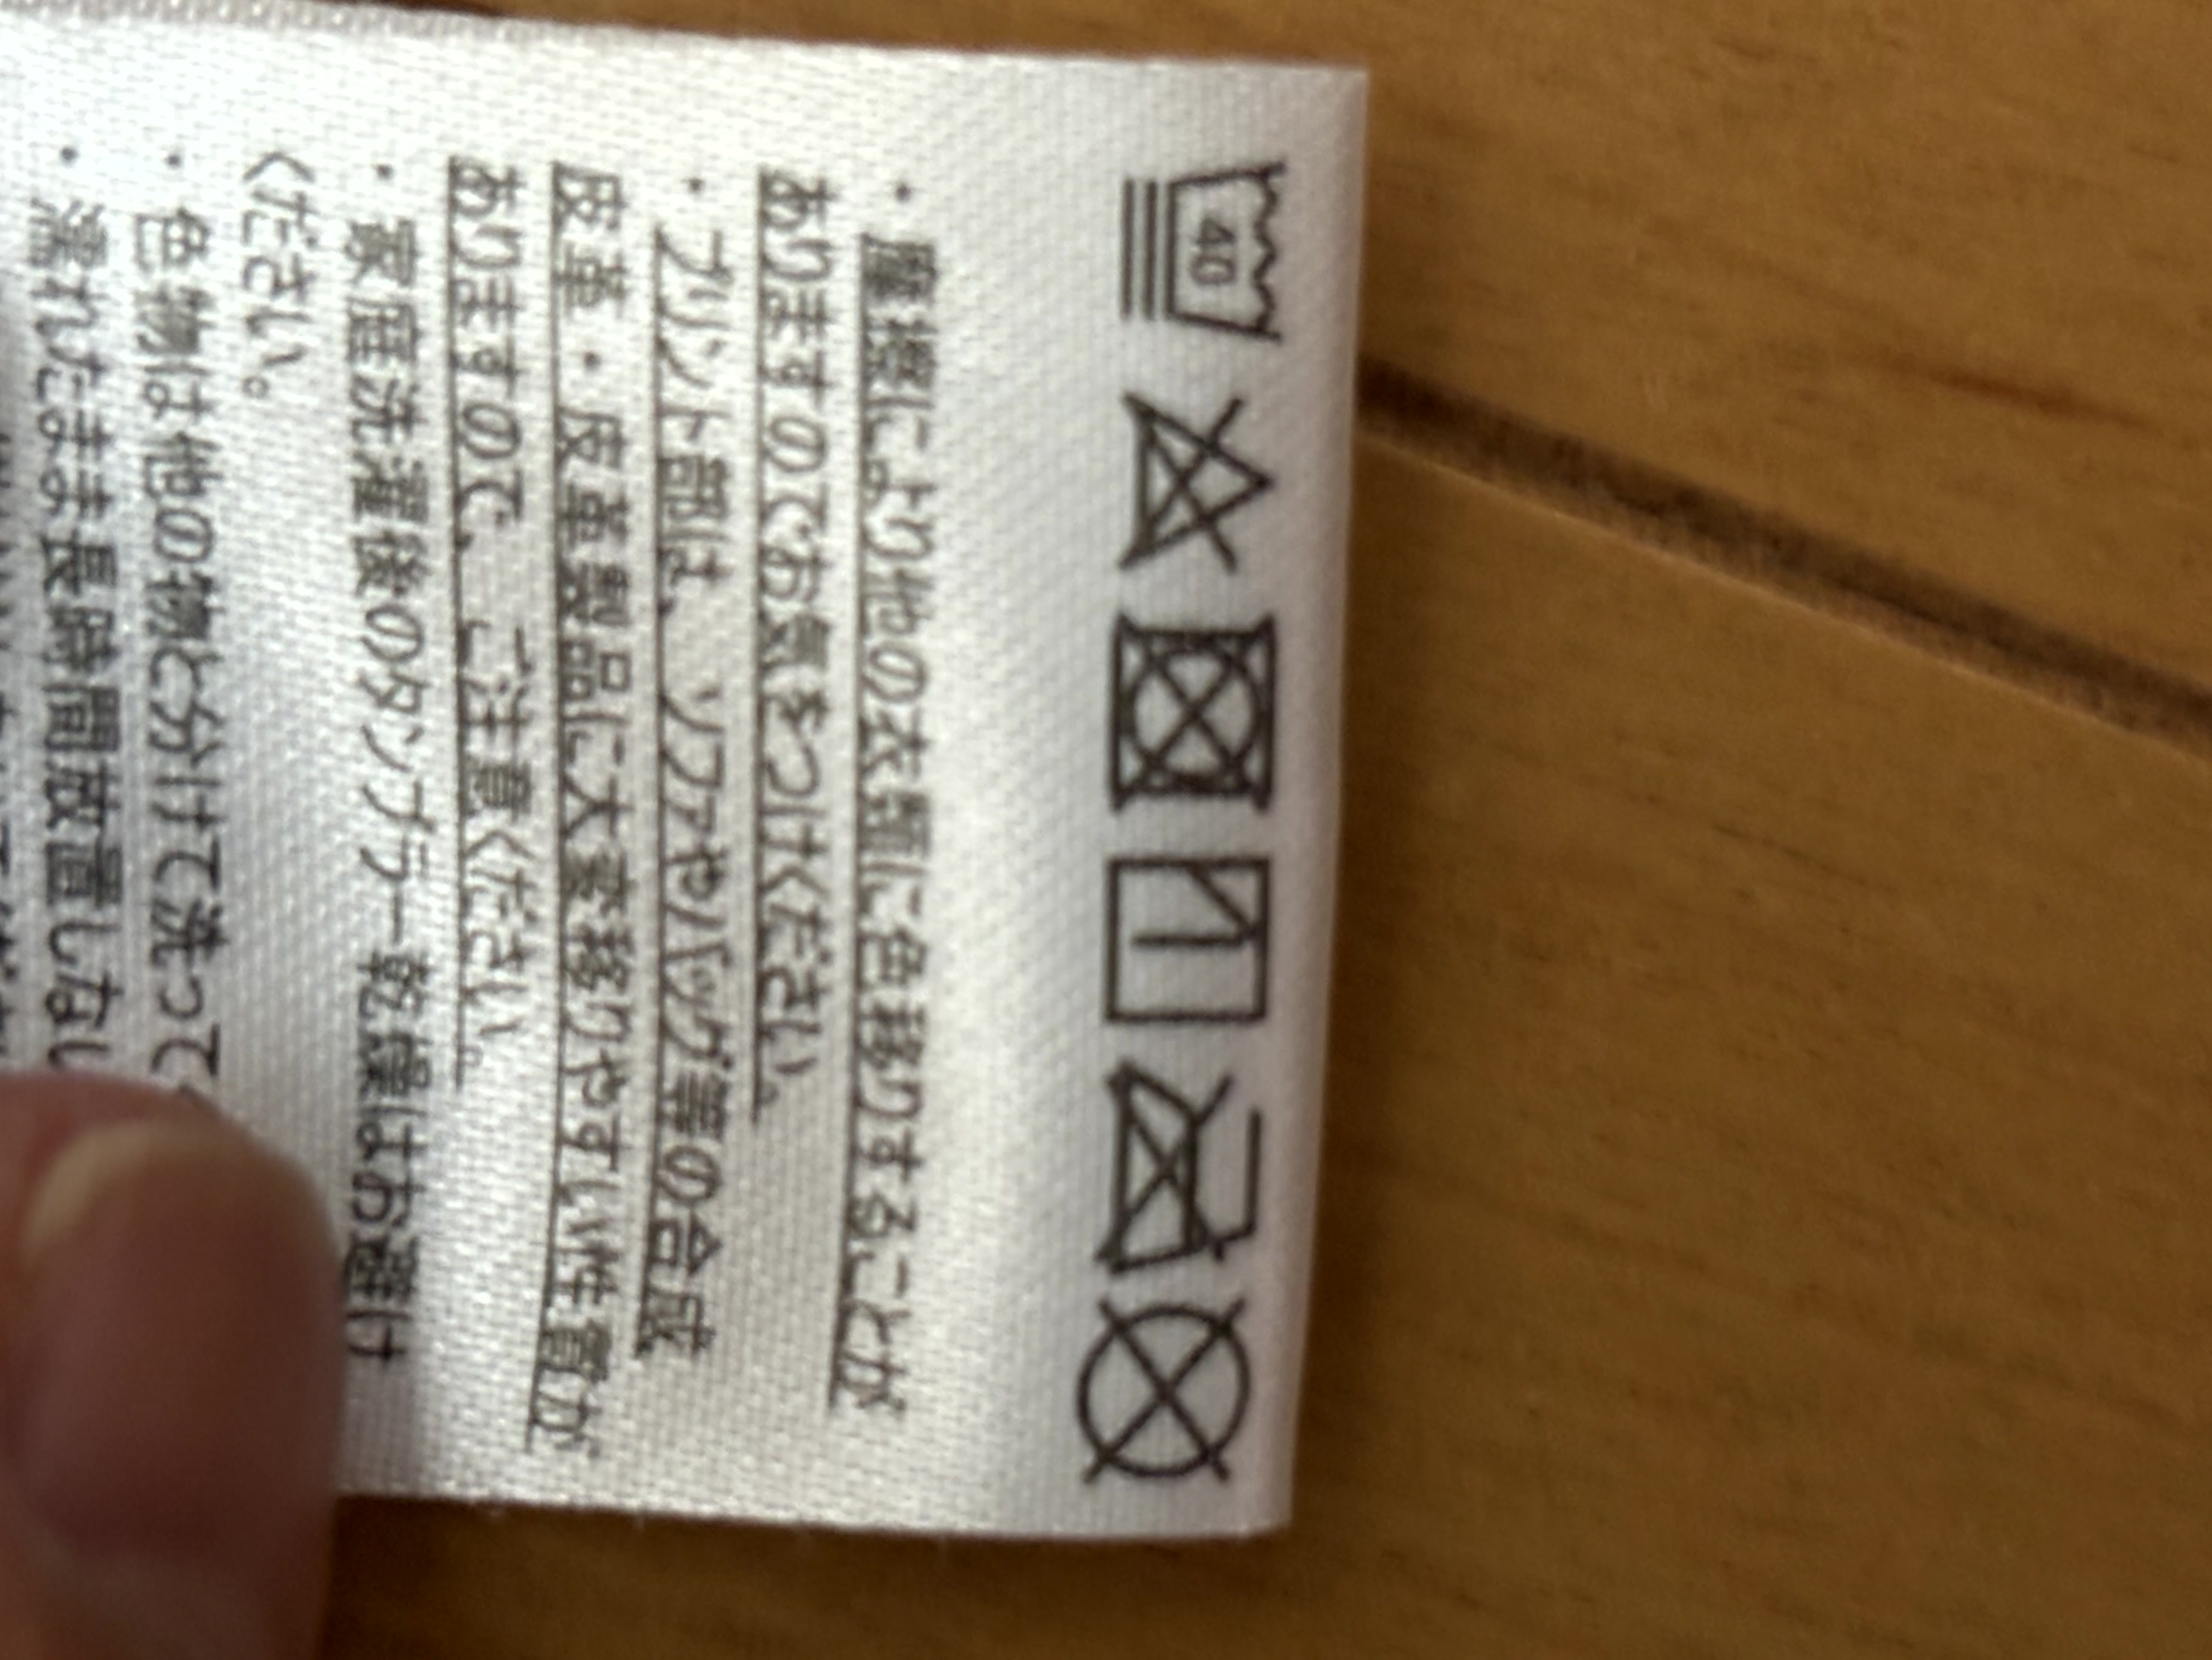 40
・摩擦により他の衣類に色移りすることが
ありますのでお気をつけください。
・プリント部は、ソファやバッグ等の合成
皮革・皮革製品に大変移りやすい性質が
ありますので、ご注意ください。
・家庭洗濯後のタンブラー乾燥はお避け
ください。
・色物は他の物と分けて洗って
・濡れたまま長時間放置しない